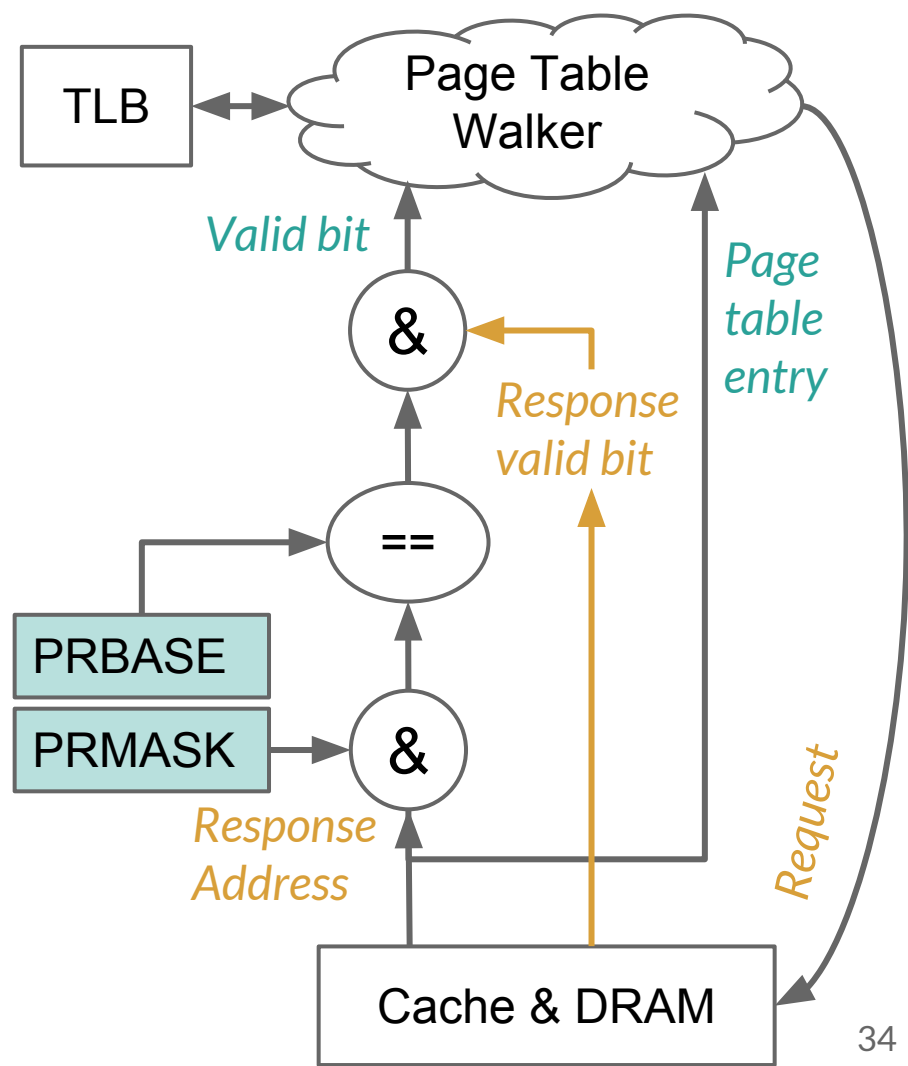 TLB
Page Table
Walker
Valid bit
&
Page
table
entry
Response
valid bit
==
PRBASE
PRMASK
&
Response
Address
Request
Cache & DRAM
34